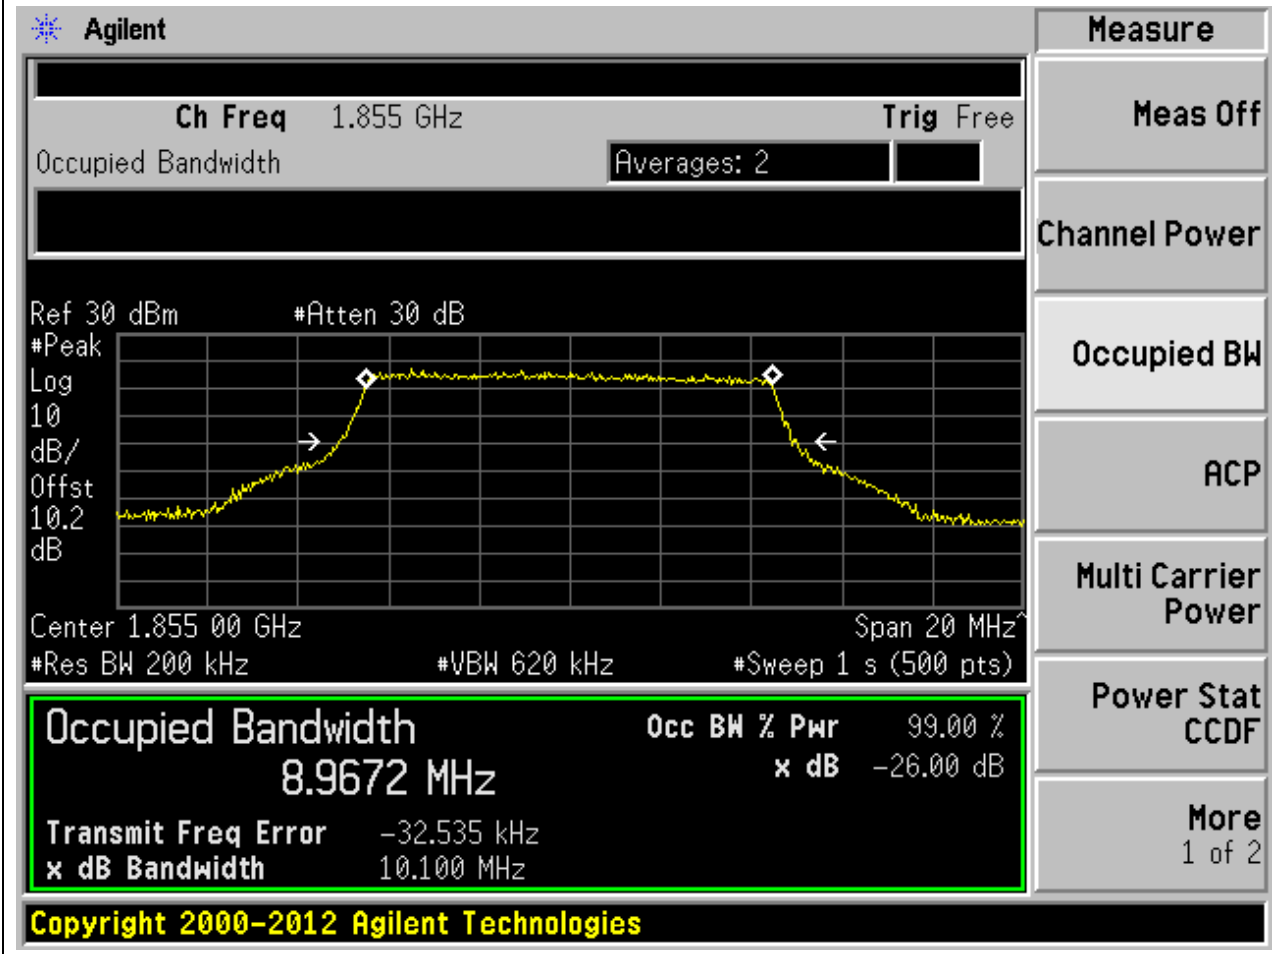 Agilent
Measure
Ch Freq 1.855 GHz Trig Free
Occupied Bandwidth Averages: 2
Meas Off
Channel Power
Occupied BW
ACP
Multi Carrier
Power
Power Stat
CCDF
More
1 of 2
Ref 30 dBm #Atten 30 dB
#Peak
Log
10
dB/
Offst
10.2
dB
Center 1.855 00 GHz Span 20 MHz^
#Res BW 200 kHz #VBW 620 kHz #Sweep 1 s (500 pts)
Occupied Bandwidth Occ BW % Pwr 99.00 %
8.9672 MHz x dB -26.00 dB
Transmit Freq Error -32.535 kHz
x dB Bandwidth 10.100 MHz
Copyright 2000-2012 Agilent Technologies